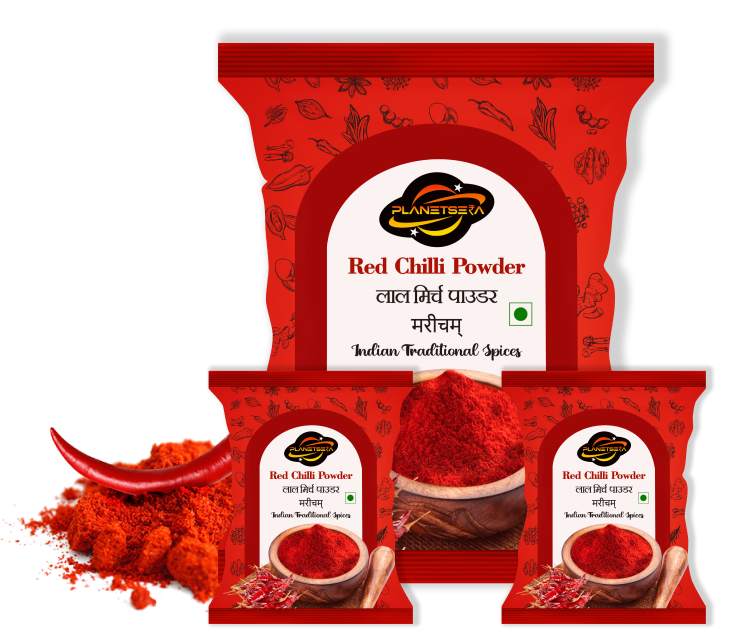 PLANETSERA
Red Chilli Powder
लाल मिर्च पाउडर
मरीचम्
Indian Traditional Spices
PLANETSERA
Red Chilli Powder
लाल मिर्च पाउडर
मरीचम्
Indian Traditional Spices
PLANETSERA
Red Chilli Powder
लाल मिर्च पाउडर
मरीचम्
Indian Traditional Spices